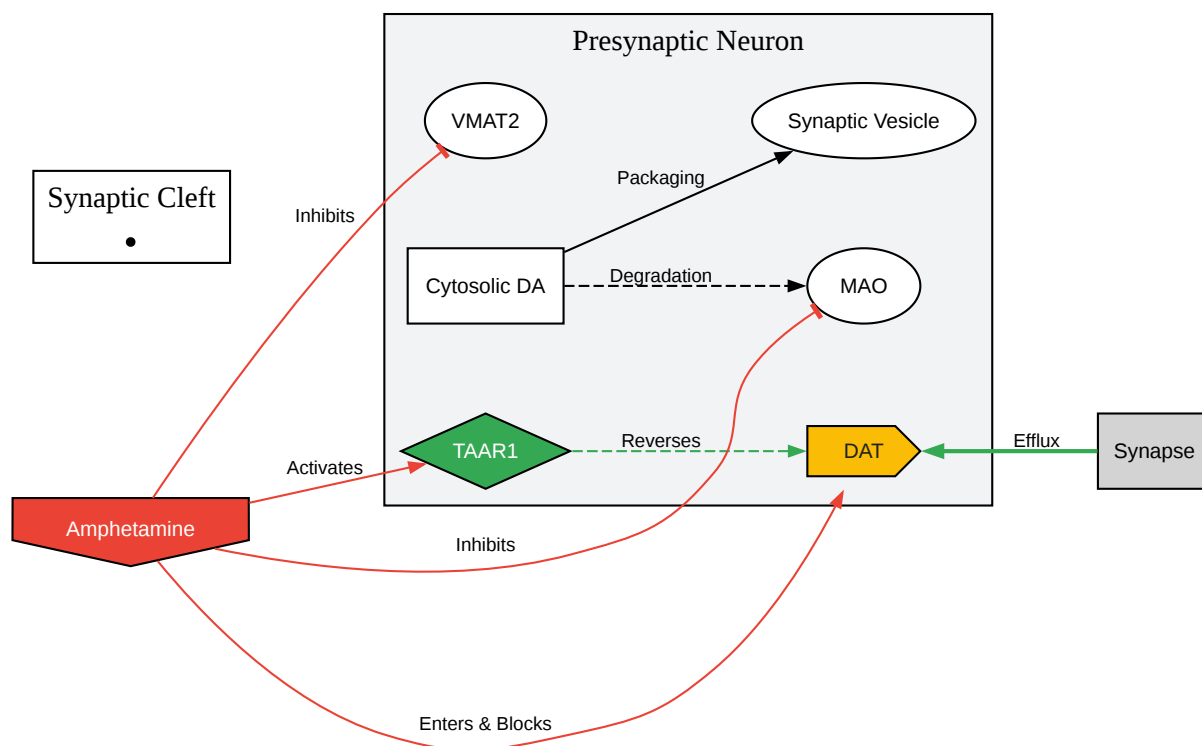 Presynaptic Neuron
VMAT2
Synaptic Vesicle
Packaging
Synaptic Cleft
Inhibits
Cytosolic DA
Degradation
MAO
TAAR1
Reverses
DAT
Efflux
Synapse
Activates
Amphetamine
Inhibits
Enters & Blocks